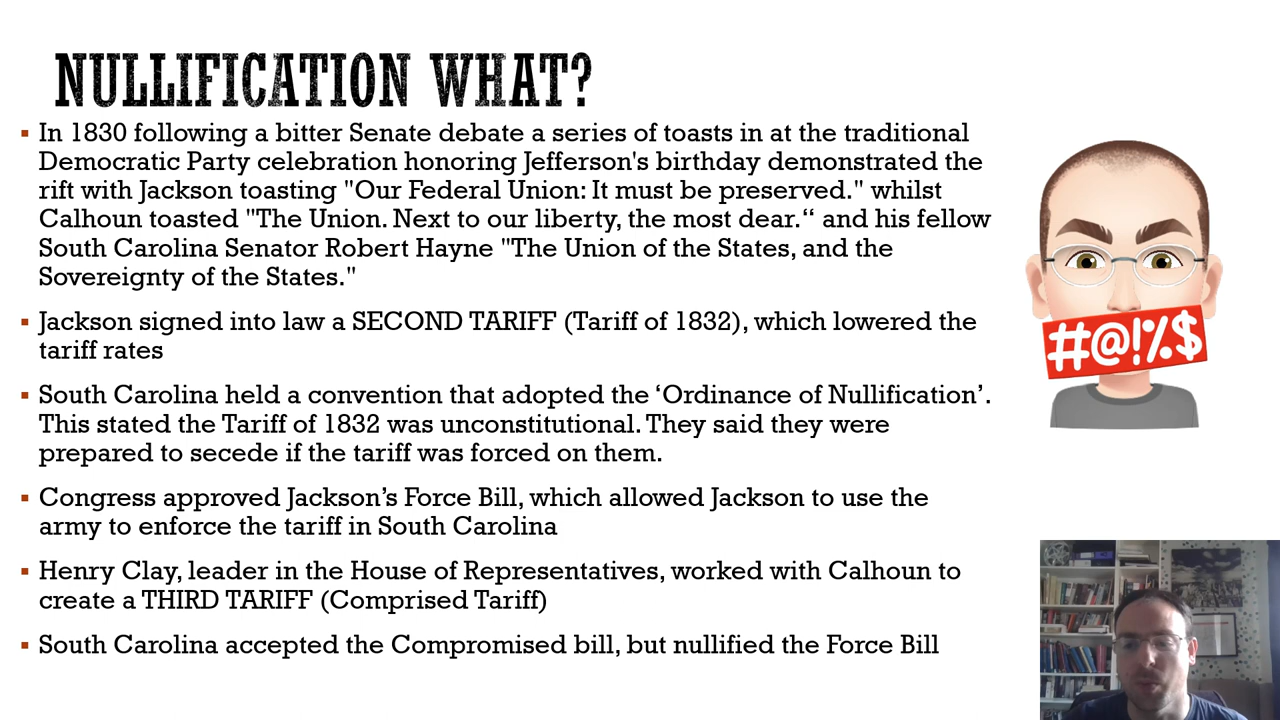 NULLIFICATION WHAT?
▪ In 1830 following a bitter Senate debate a series of toasts in at the traditional
Democratic Party celebration honoring Jefferson's birthday demonstrated the
rift with Jackson toasting "Our Federal Union: It must be preserved." whilst
Calhoun toasted "The Union. Next to our liberty, the most dear.“ and his fellow
South Carolina Senator Robert Hayne "The Union of the States, and the
Sovereignty of the States."
▪ Jackson signed into law a SECOND TARIFF (Tariff of 1832), which lowered the
tariff rates
▪ South Carolina held a convention that adopted the ‘Ordinance of Nullification’.
This stated the Tariff of 1832 was unconstitutional. They said they were
prepared to secede if the tariff was forced on them.
▪ Congress approved Jackson’s Force Bill, which allowed Jackson to use the
army to enforce the tariff in South Carolina
▪ Henry Clay, leader in the House of Representatives, worked with Calhoun to
create a THIRD TARIFF (Comprised Tariff)
▪ South Carolina accepted the Compromised bill, but nullified the Force Bill
#@!%$